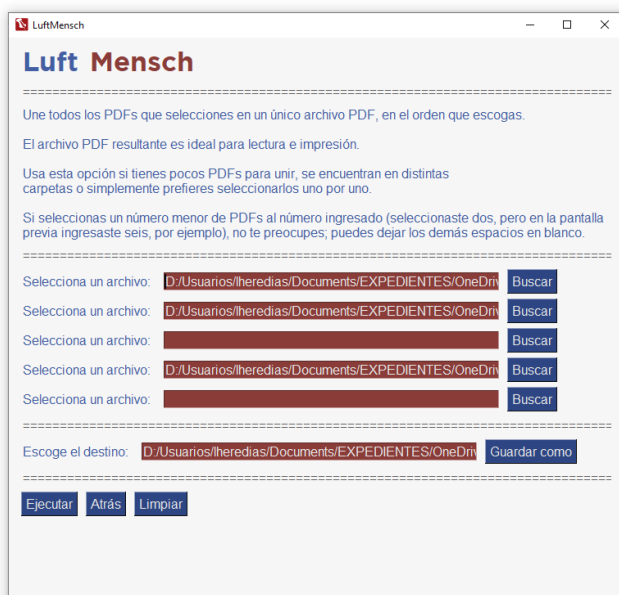 LuftMensch
Luft Mensch
Une todos los PDFs que selecciones en un único archivo PDF, en el orden que escogas.
El archivo PDF resultante es ideal para lectura e impresión.
Usa esta opción si tienes pocos PDFs para unir, se encuentran en distintas
carpetas o simplemente prefieres seleccionarlos uno por uno.
Si seleccionas un número menor de PDFs al número ingresado (seleccionaste dos, pero en la pantalla
previa ingresaste seis, por ejemplo), no te preocupes; puedes dejar los demás espacios en blanco.
Selecciona un archivo: D:/Usuarios/lheredias/Documents/EXPEDIENTES/OneDriv Buscar
Selecciona un archivo: D:/Usuarios/lheredias/Documents/EXPEDIENTES/OneDriv Buscar
Selecciona un archivo: Buscar
Selecciona un archivo: D:/Usuarios/lheredias/Documents/EXPEDIENTES/OneDriv Buscar
Selecciona un archivo: Buscar
Escoge el destino: D:/Usuarios/lheredias/Documents/EXPEDIENTES/OneDriv Guardar como
Ejecutar Atrás Limpiar